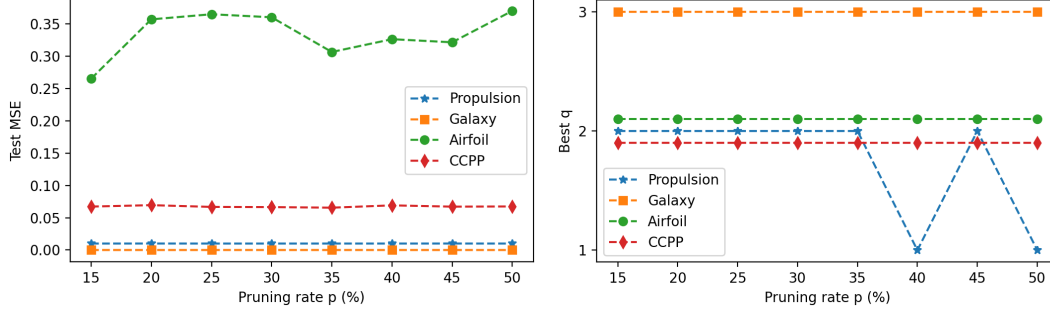 0.35
0.30
0.25
0.20
0.15
0.10
0.05
0.00
Test MSE
15 20 25 30 35 40 45 50
Pruning rate p (%)
Propulsion
Galaxy
Airfoil
CCPP
3
2
1
Best q
15 20 25 30 35 40 45 50
Pruning rate p (%)
Propulsion
Galaxy
Airfoil
CCPP